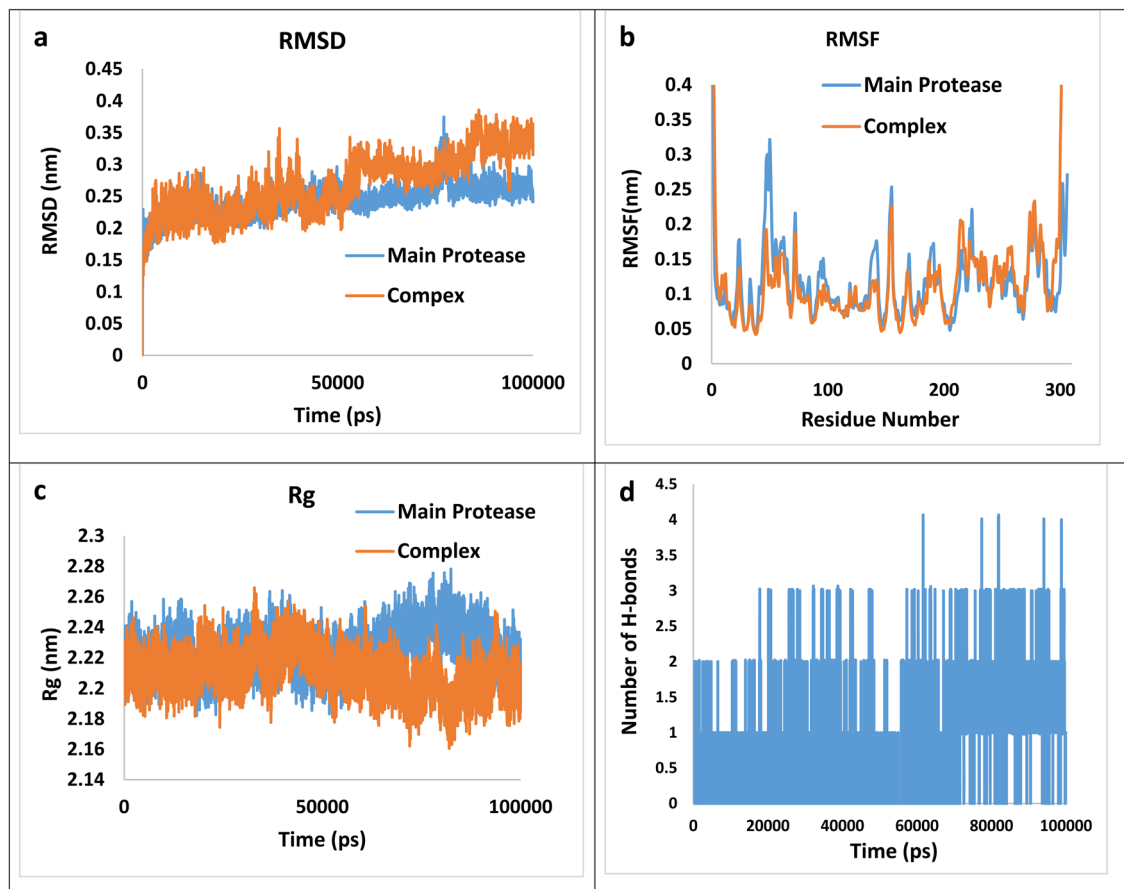 a
RMSD
0.45
0.4
0.35
0.3
0.25
0.2
0.15
0.1
0.05
0
RMSD (nm)
Main Protease
Compex
0 50000 100000
Time (ps)
b
RMSF
0.4
0.35
0.3
0.25
0.2
0.15
0.1
0.05
0
RMSF(nm)
Main Protease
Complex
0 100 200 300
Residue Number
c
Rg
2.3
2.28
2.26
2.24
2.22
2.2
2.18
2.16
2.14
Rg (nm)
Main Protease
Complex
0 50000 100000
Time (ps)
d
4.5
4
3.5
3
2.5
2
1.5
1
0.5
0
Number of H-bonds
0 20000 40000 60000 80000 100000
Time (ps)